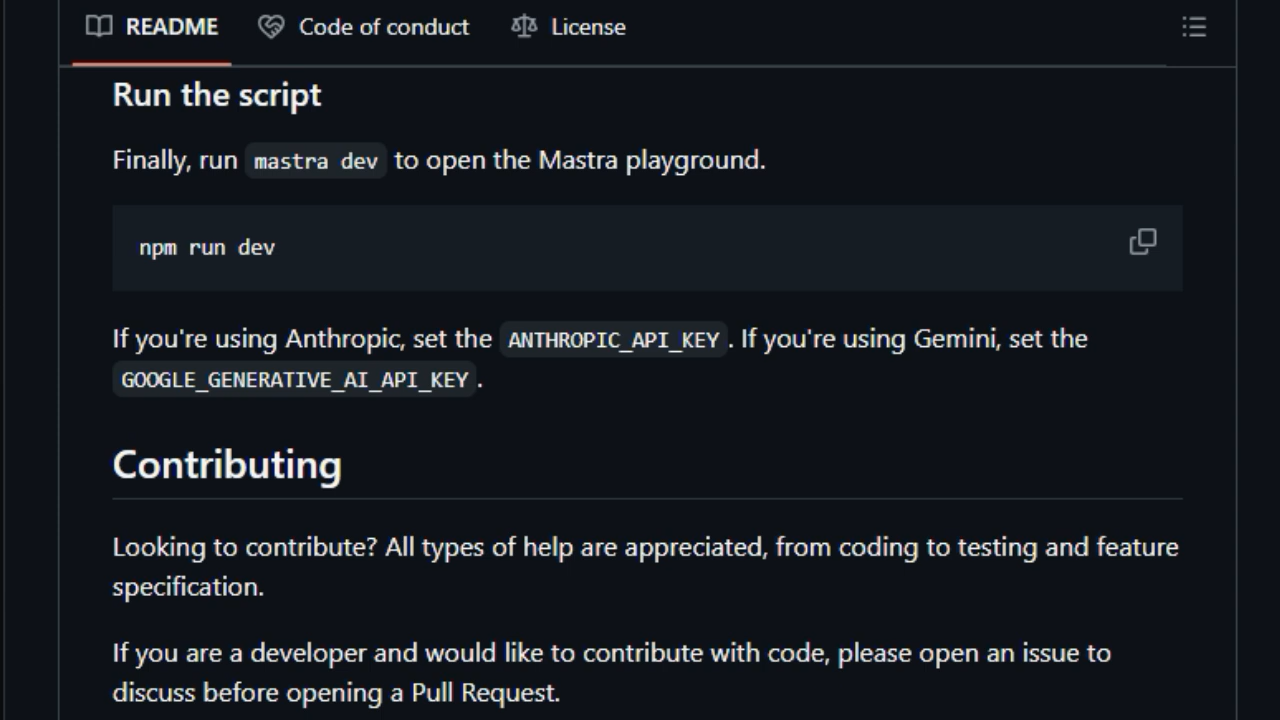 README Code of conduct License
Run the script
Finally, run mastra dev to open the Mastra playground.
npm run dev
If you're using Anthropic, set the ANTHROPIC_API_KEY. If you're using Gemini, set the
GOOGLE_GENERATIVE_AI_API_KEY.
Contributing
Looking to contribute? All types of help are appreciated, from coding to testing and feature
specification.
If you are a developer and would like to contribute with code, please open an issue to
discuss before opening a Pull Request.